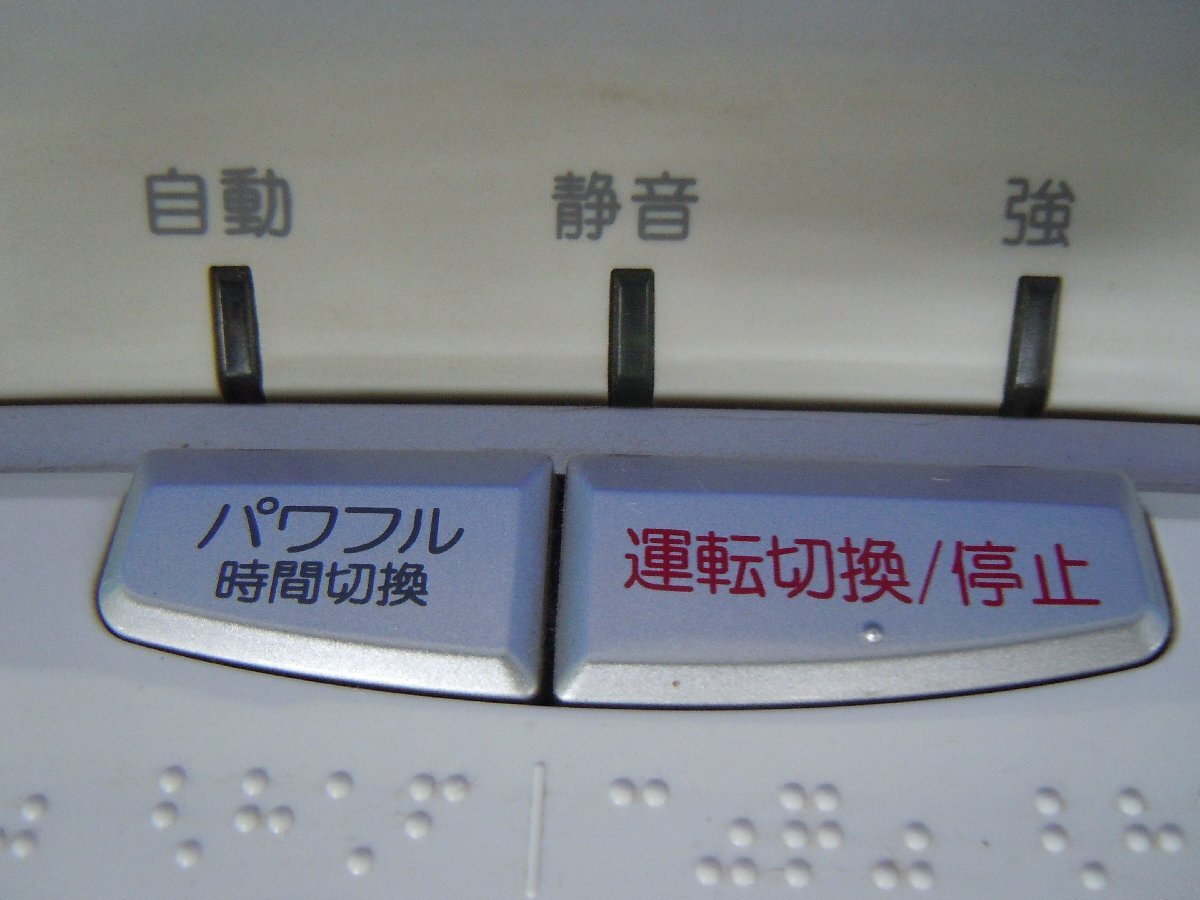 自動
静音
強
パワフル
時間切換
運転切換/停止